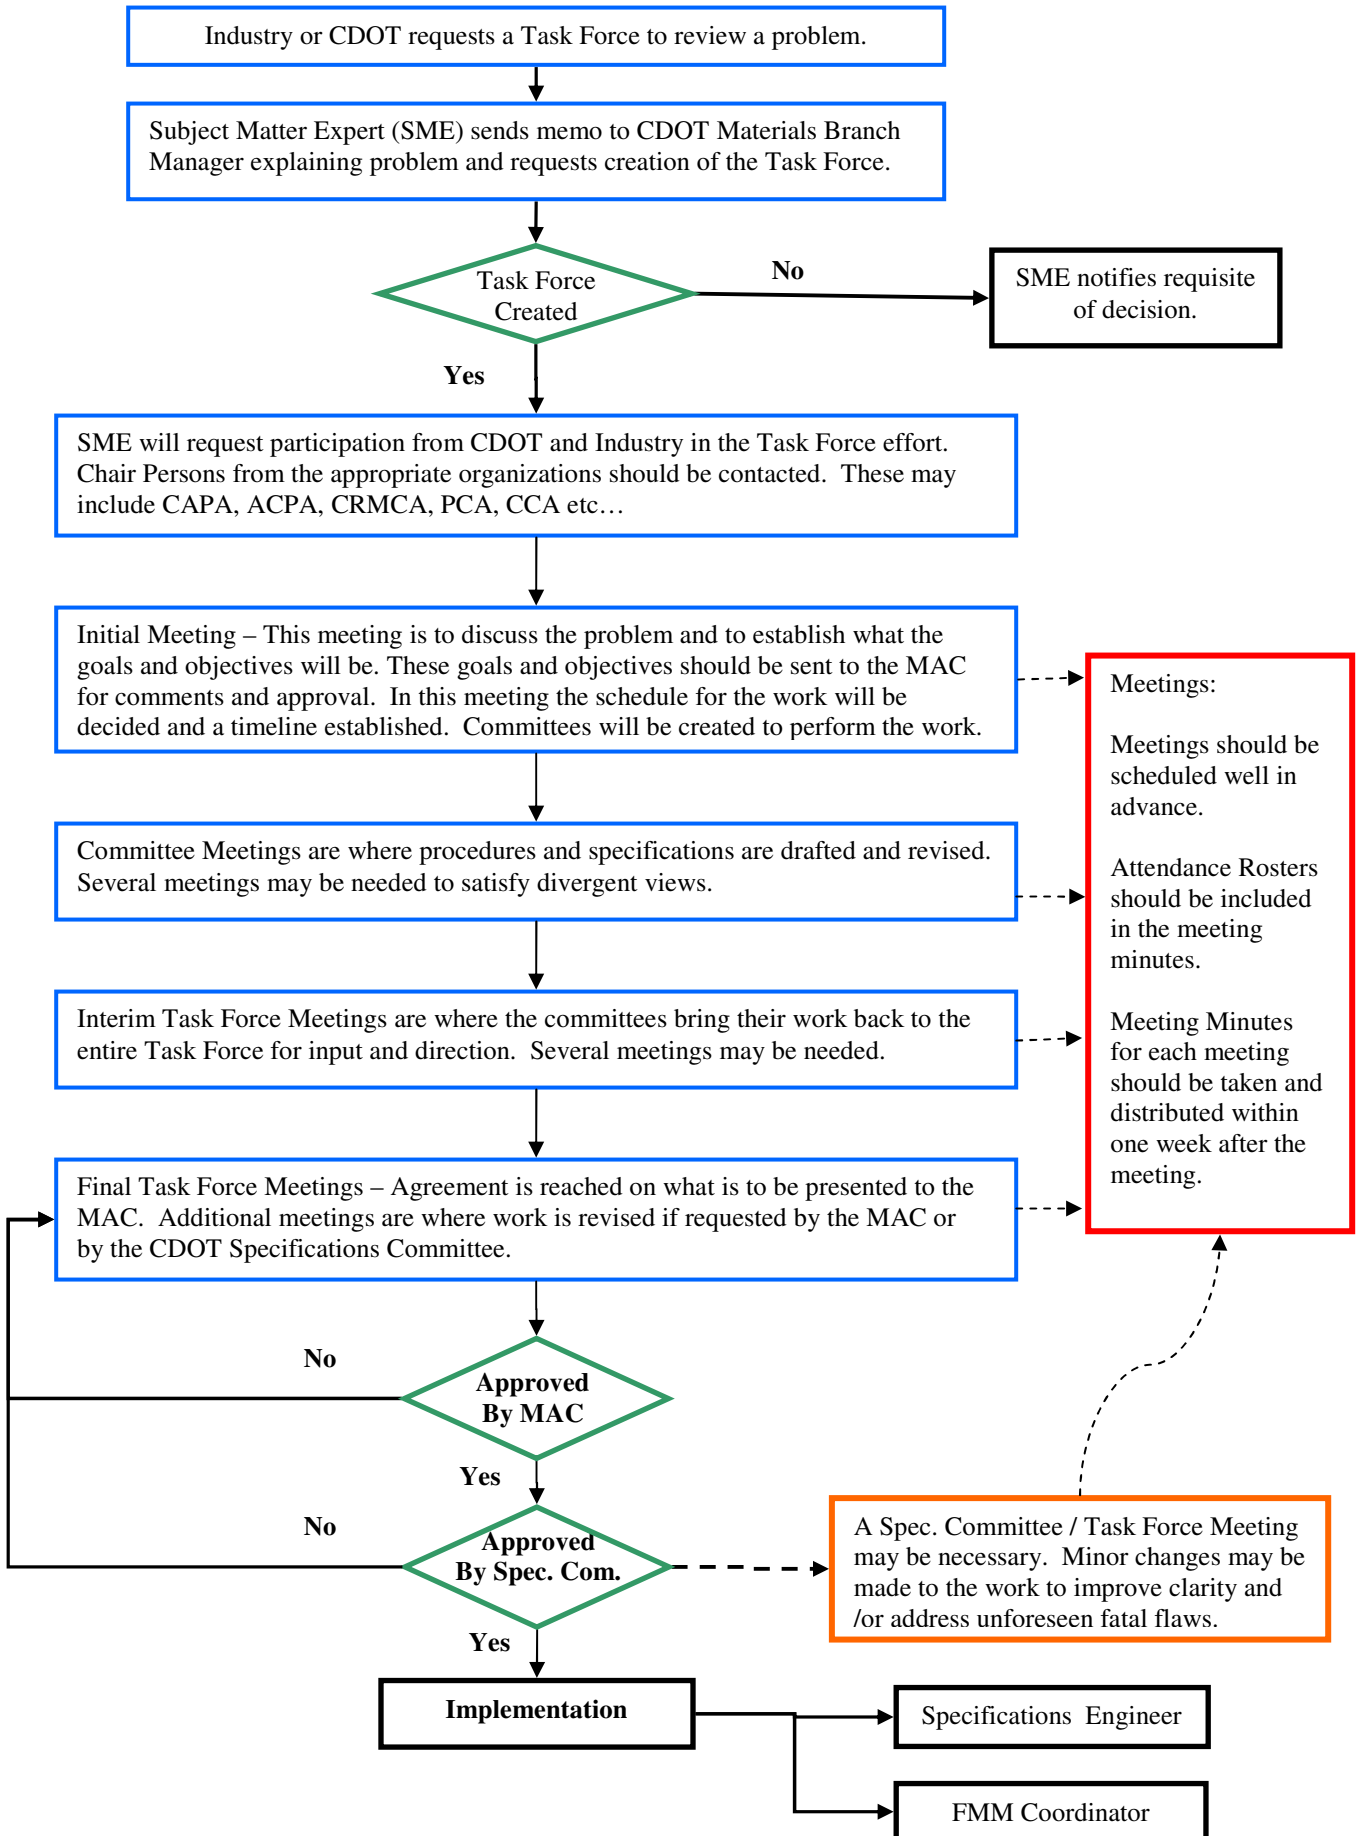 Industry or CDOT requests a Task Force to review a problem.
Subject Matter Expert (SME) sends memo to CDOT Materials Branch
Manager explaining problem and requests creation of the Task Force.
Task Force
Created
No
SME notifies requisite
of decision.
Yes
SME will request participation from CDOT and Industry in the Task Force effort.
Chair Persons from the appropriate organizations should be contacted.  These may
include CAPA, ACPA, CRMCA, PCA, CCA etc…
Initial Meeting – This meeting is to discuss the problem and to establish what the
goals and objectives will be. These goals and objectives should be sent to the MAC
for comments and approval.  In this meeting the schedule for the work will be
decided and a timeline established.  Committees will be created to perform the work.
Committee Meetings are where procedures and specifications are drafted and revised.
Several meetings may be needed to satisfy divergent views.
Interim Task Force Meetings are where the committees bring their work back to the
entire Task Force for input and direction.  Several meetings may be needed.
Final Task Force Meetings – Agreement is reached on what is to be presented to the
MAC.  Additional meetings are where work is revised if requested by the MAC or
by the CDOT Specifications Committee.
Meetings:
Meetings should be
scheduled well in
advance.
Attendance Rosters
should be included
in the meeting
minutes.
Meeting Minutes
for each meeting
should be taken and
distributed within
one week after the
meeting.
No
Approved
By MAC
Yes
No
Approved
By Spec. Com.
A Spec. Committee / Task Force Meeting
may be necessary.  Minor changes may be
made to the work to improve clarity and
/or address unforeseen fatal flaws.
Yes
Implementation
Specifications  Engineer
FMM Coordinator